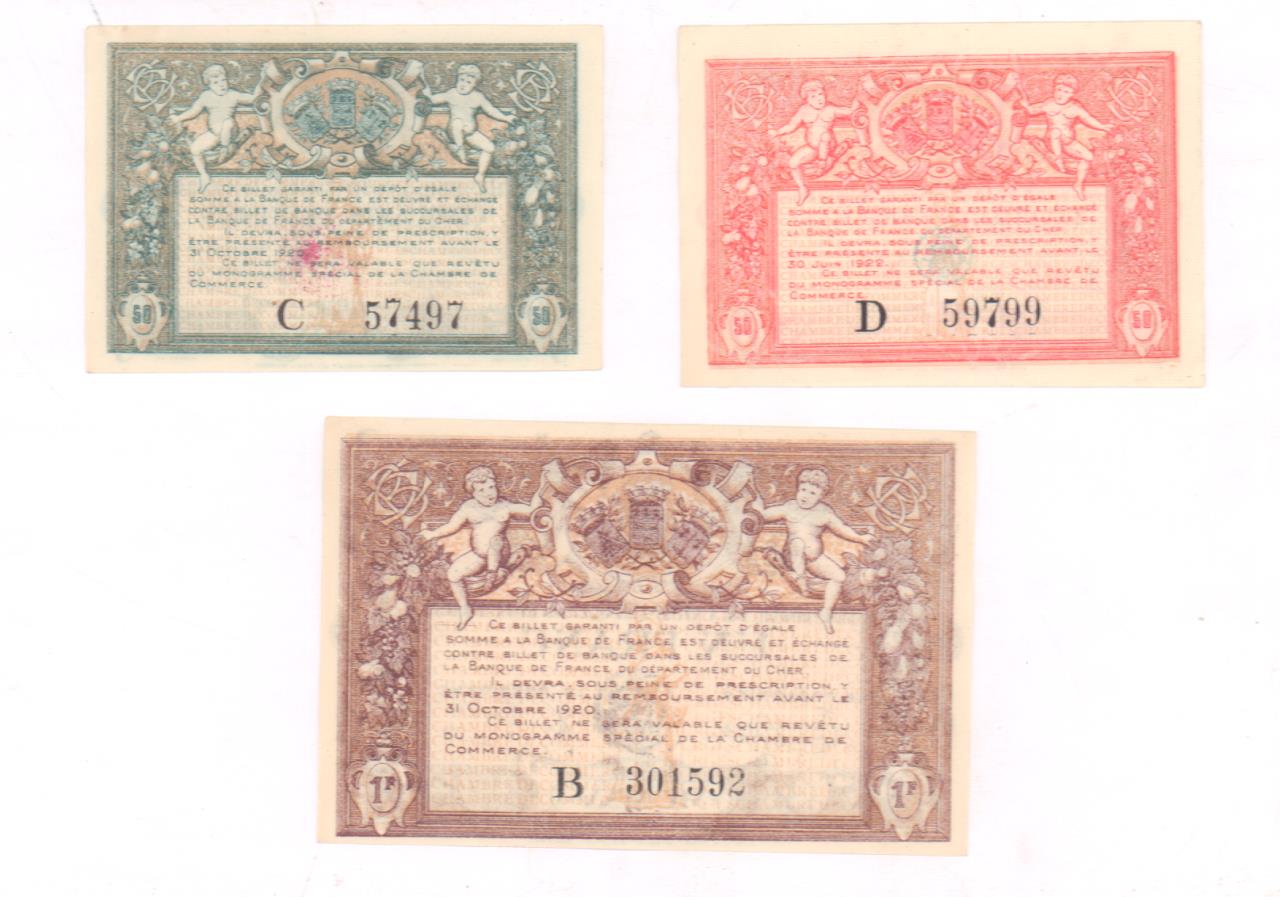 CE BILLET GARANTI PAR UN DÉPÔT D'ÉGALE
SOMME A LA BANQUE DE FRANCE EST DÉLIVRÉ ET ÉCHANGÉ
CONTRE BILLET DE BANQUE DANS LES SUCCURSALES DE
LA BANQUE DE FRANCE DU DÉPARTEMENT DU CHER.
IL DEVRA, SOUS PEINE DE PRESCRIPTION, Y
ÊTRE PRÉSENTÉ AU REMBOURSEMENT AVANT LE
31 OCTOBRE 1920.
CE BILLET NE SERA VALABLE QUE REVÊTU
DU MONOGRAMME SPÉCIAL DE LA CHAMBRE DE
COMMERCE.
50 C 57497 50
CE BILLET GARANTI PAR UN DÉPÔT D'ÉGALE
SOMME A LA BANQUE DE FRANCE EST DÉLIVRÉ ET ÉCHANGÉ
CONTRE BILLET DE BANQUE DANS LES SUCCURSALES DE
LA BANQUE DE FRANCE DU DÉPARTEMENT DU CHER.
IL DEVRA, SOUS PEINE DE PRESCRIPTION, Y
ÊTRE PRÉSENTÉ AU REMBOURSEMENT AVANT LE
30 JUIN 1922.
CE BILLET NE SERA VALABLE QUE REVÊTU
DU MONOGRAMME SPÉCIAL DE LA CHAMBRE DE
COMMERCE.
50 D 59799 50
CE BILLET GARANTI PAR UN DÉPÔT D'ÉGALE
SOMME A LA BANQUE DE FRANCE EST DÉLIVRÉ ET ÉCHANGÉ
CONTRE BILLET DE BANQUE DANS LES SUCCURSALES DE
LA BANQUE DE FRANCE DU DÉPARTEMENT DU CHER.
IL DEVRA, SOUS PEINE DE PRESCRIPTION, Y
ÊTRE PRÉSENTÉ AU REMBOURSEMENT AVANT LE
31 OCTOBRE 1920.
CE BILLET NE SERA VALABLE QUE REVÊTU
DU MONOGRAMME SPÉCIAL DE LA CHAMBRE DE
COMMERCE.
1F B 301592 1F